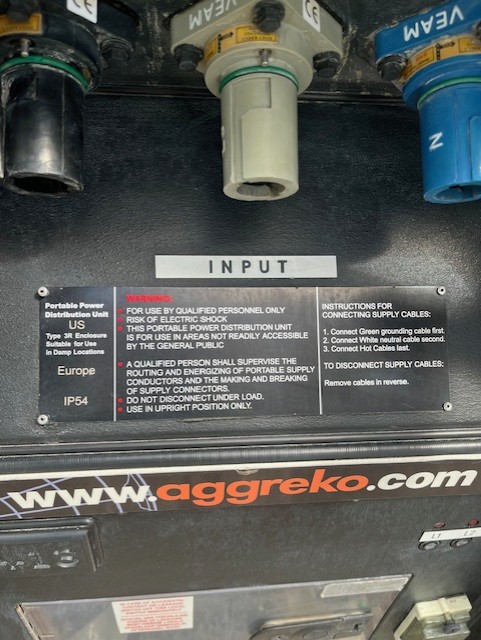 VEAM
CE
VEAM
CE
VEAM
N
INPUT
Portable Power
Distribution Unit
US
Type 3R Enclosure
Suitable for Use
in Damp Locations
Europe
IP54
WARNING:
FOR USE BY QUALIFIED PERSONNEL ONLY
RISK OF ELECTRIC SHOCK
THIS PORTABLE POWER DISTRIBUTION UNIT
IS FOR USE IN AREAS NOT READILY ACCESSIBLE
BY THE GENERAL PUBLIC
A QUALIFIED PERSON SHALL SUPERVISE THE
ROUTING AND ENERGIZING OF PORTABLE SUPPLY
CONDUCTORS AND THE MAKING AND BREAKING
OF SUPPLY CONNECTORS.
DO NOT DISCONNECT UNDER LOAD.
USE IN UPRIGHT POSITION ONLY.
INSTRUCTIONS FOR
CONNECTING SUPPLY CABLES:
1. Connect Green grounding cable first.
2. Connect White neutral cable second.
3. Connect Hot Cables last.
TO DISCONNECT SUPPLY CABLES:
Remove cables in reverse.
www.aggreko.com
L1 L2